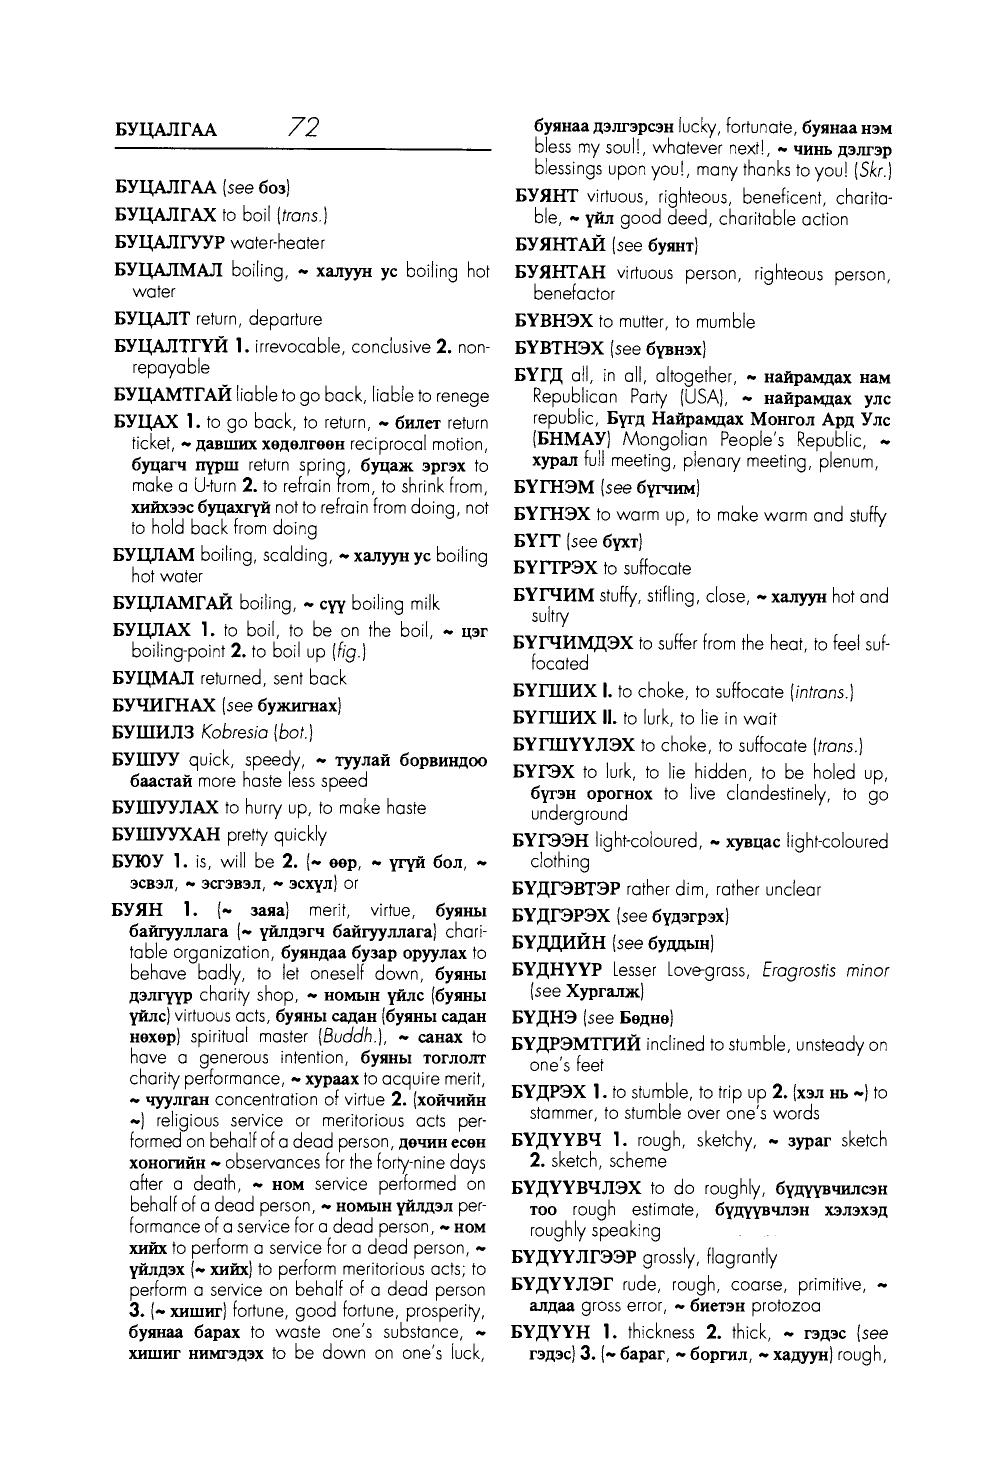 БУЦАЛГАА 72
БУЦАЛГАА (see боз)
БУЦАЛГАХ to boil (trans.)
БУЦАЛГУУР water-heater
БУЦАЛМАЛ boiling, ~ халуун ус boiling hot
water
БУЦАЛТ return, departure
БУЦАЛТГҮЙ 1. irrevocable, conclusive 2. non-
repayable
БУЦАМТГАЙ liable to go back, liable to renege
БУЦАХ 1. to go back, to return, ~ билет return
ticket, ~ давших хөдөлгөөн reciprocal motion,
буцагч пүрш return spring, буцаж эргэх to
make a U-turn 2. to refrain from, to shrink from,
хийхээс буцахгүй not to refrain from doing, not
to hold back from doing
БУЦЛАМ boiling, scalding, ~ халуун ус boiling
hot water
БУЦЛАМГАЙ boiling, ~ сүү boiling milk
БУЦЛАХ 1. to boil, to be on the boil, ~ цэг
boiling-point 2. to boil up (fig.)
БУЦМАЛ returned, sent back
БУЧИГНАХ (see бужигнах)
БУШИЛЗ Kobresia (bot.)
БУШУУ quick, speedy, ~ туулай борвиндоо
баастай more haste less speed
БУШУУЛАХ to hurry up, to make haste
БУШУУХАН pretty quickly
БУЮУ 1. is, will be 2. (~ өөр, ~ үгүй бол, ~
эсвэл, ~ эсгэвэл, ~ эсхүл) or
БУЯН 1. (~ заяа) merit, virtue, буяны
байгууллага (~ үйлдэгч байгууллага) chari-
table organization, буяндаа бузар оруулах to
behave badly, to let oneself down, буяны
дэлгүүр charity shop, ~ номын үйлс (буяны
үйлс) virtuous acts, буяны садан (буяны садан
нөхөр) spiritual master (Buddh.), ~ санах to
have a generous intention, буяны тоглолт
charity performance, ~ хураах to acquire merit,
~ чуулган concentration of virtue 2. (хойчийн
~) religious service or meritorious acts per-
formed on behalf of a dead person, дөчин есөн
хоногийн ~ observances for the forty-nine days
after a death, ~ ном service performed on
behalf of a dead person, ~ номын үйлдэл per-
formance of a service for a dead person, ~ ном
хийх to perform a service for a dead person, ~
үйлдэх (~ хийх) to perform meritorious acts; to
perform a service on behalf of a dead person
3. (~ хишиг) fortune, good fortune, prosperity,
буянаа барах to waste one's substance, ~
хишиг нимгэдэх to be down on one's luck,
буянаа дэлгэрсэн lucky, fortunate, буянаа нэм
bless my soul!, whatever next!, ~ чинь дэлгэр
blessings upon you!, many thanks to you! (Skr.)
БУЯНТ virtuous, righteous, beneficent, charita-
ble, ~ үйл good deed, charitable action
БУЯНТАЙ (see буянт)
БУЯНТАН virtuous person, righteous person,
benefactor
БҮВНЭХ to mutter, to mumble
БҮВТНЭХ (see бүвнэх)
БҮГД all, in all, altogether, ~ найрамдах нам
Republican Party (USA), ~ найрамдах улс
republic, Бүгд Найрамдах Монгол Ард Улс
(БНМАУ) Mongolian People's Republic, ~
хурал full meeting, plenary meeting, plenum,
БҮГНЭМ (see бүгчим)
БҮГНЭХ to warm up, to make warm and stuffy
БҮГТ (see бүхт)
БҮГТРЭХ to suffocate
БҮГЧИМ stuffy, stifling, close, ~ халуун hot and
sultry
БҮГЧИМДЭХ to suffer from the heat, to feel suf-
focated
БҮГШИХ I. to choke, to suffocate (intrans.)
БҮГШИХ II. to lurk, to lie in wait
БҮГШҮҮЛЭХ to choke, to suffocate (trans.)
БҮГЭХ to lurk, to lie hidden, to be holed up,
бүгэн орогнох to live clandestinely, to go
underground
БҮГЭЭН light-coloured, ~ хувцас light-coloured
clothing
БҮДГЭВТЭР rather dim, rather unclear
БҮДГЭРЭХ (see бүдэгрэх)
БҮДДИЙН (see буддын)
БҮДНҮҮР Lesser Love-grass, Eragrostis minor
(see Хургалж)
БҮДНЭ (see Бөднө)
БҮДРЭМТГИЙ inclined to stumble, unsteady on
one's feet
БҮДРЭХ 1. to stumble, to trip up 2. (хэл нь ~) to
stammer, to stumble over one's words
БҮДҮҮВЧ 1. rough, sketchy, ~ зураг sketch
2. sketch, scheme
БҮДҮҮВЧЛЭХ to do roughly, бүдүүвчилсэн
тоо rough estimate, бүдүүвчлэн хэлэхэд
roughly speaking
БҮДҮҮЛГЭЭР grossly, flagrantly
БҮДҮҮЛЭГ rude, rough, coarse, primitive, ~
алдаа gross error, ~ биетэн protozoa
БҮДҮҮН 1. thickness 2. thick, ~ гэдэс (see
гэдэс) 3. (~ бараг, ~ боргил, ~ хадуун) rough,